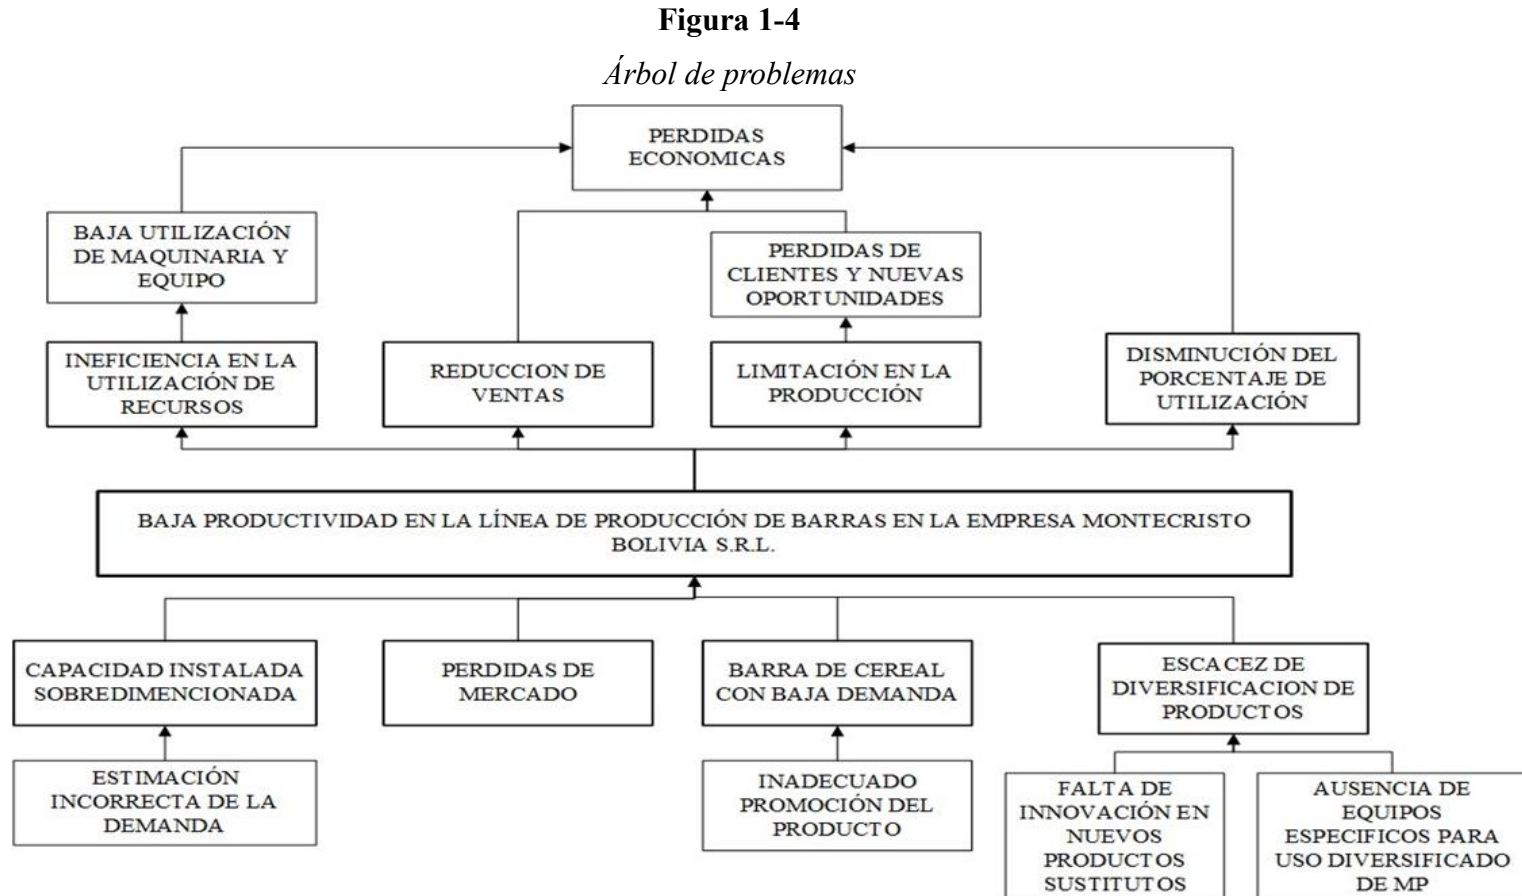 Figura 1-4
Árbol de problemas
PERDIDAS
ECONOMICAS
BAJA UTILIZACIÓN
DE MAQUINARIA Y
EQUIPO
PERDIDAS DE
CLIENTES Y NUEVAS
OPORTUNIDADES
INEFICIENCIA EN LA
UTILIZACIÓN DE
RECURSOS
REDUCCION DE
VENTAS
LIMITACIÓN EN LA
PRODUCCIÓN
DISMINUCIÓN DEL
PORCENTAJE DE
UTILIZACIÓN
BAJA PRODUCTIVIDAD EN LA LÍNEA DE PRODUCCIÓN DE BARRAS EN LA EMPRESA MONTECRISTO
BOLIVIA S.R.L.
CAPACIDAD INSTALADA
SOBREDIMENCIONADA
PERDIDAS DE
MERCADO
BARRA DE CEREAL
CON BAJA DEMANDA
ESCACEZ DE
DIVERSIFICACION DE
PRODUCTOS
ESTIMACIÓN
INCORRECTA DE LA
DEMANDA
INADECUADO
PROMOCIÓN DEL
PRODUCTO
FALTA DE
INNOVACIÓN EN
NUEVOS
PRODUCTOS
SUSTITUTOS
AUSENCIA DE
EQUIPOS
ESPECIFICOS PARA
USO DIVERSIFICADO
DE MP